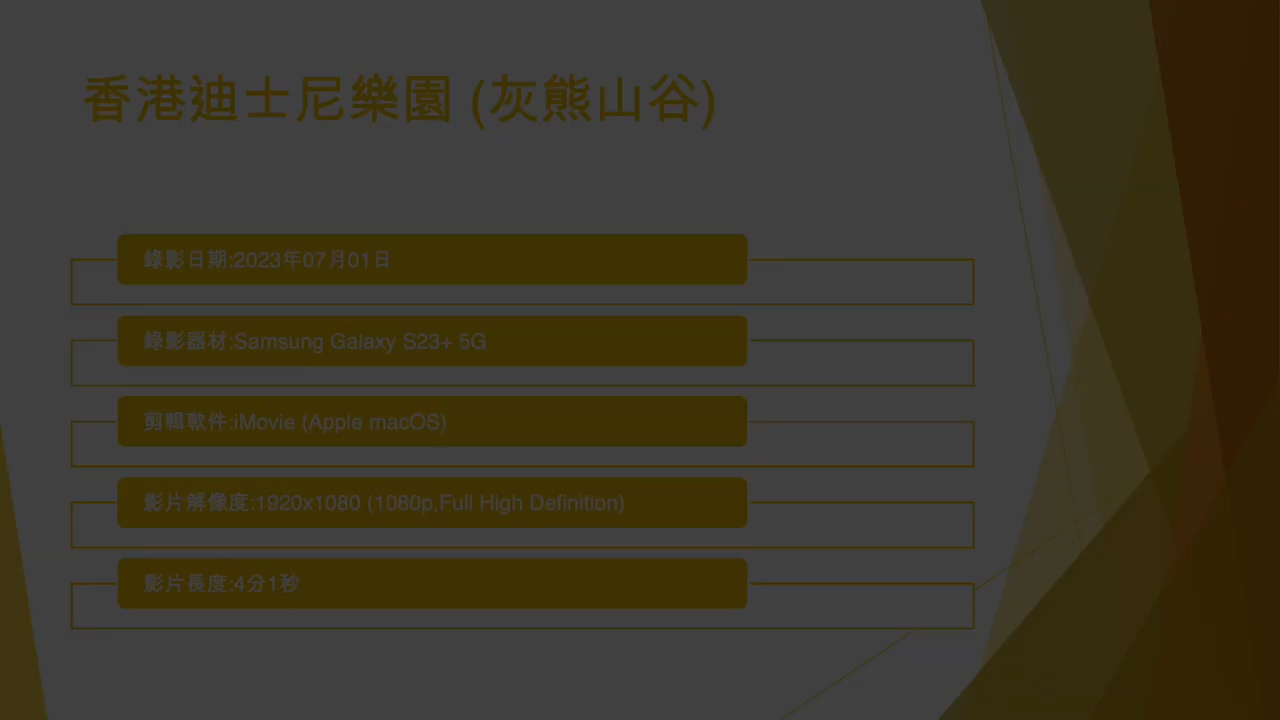 香港迪士尼樂園 (灰熊山谷)
錄影日期:2023年07月01日
錄影器材:Samsung Galaxy S23+ 5G
剪輯軟件:iMovie (Apple macOS)
影片解像度:1920x1080 (1080p,Full High Definition)
影片長度:4分1秒